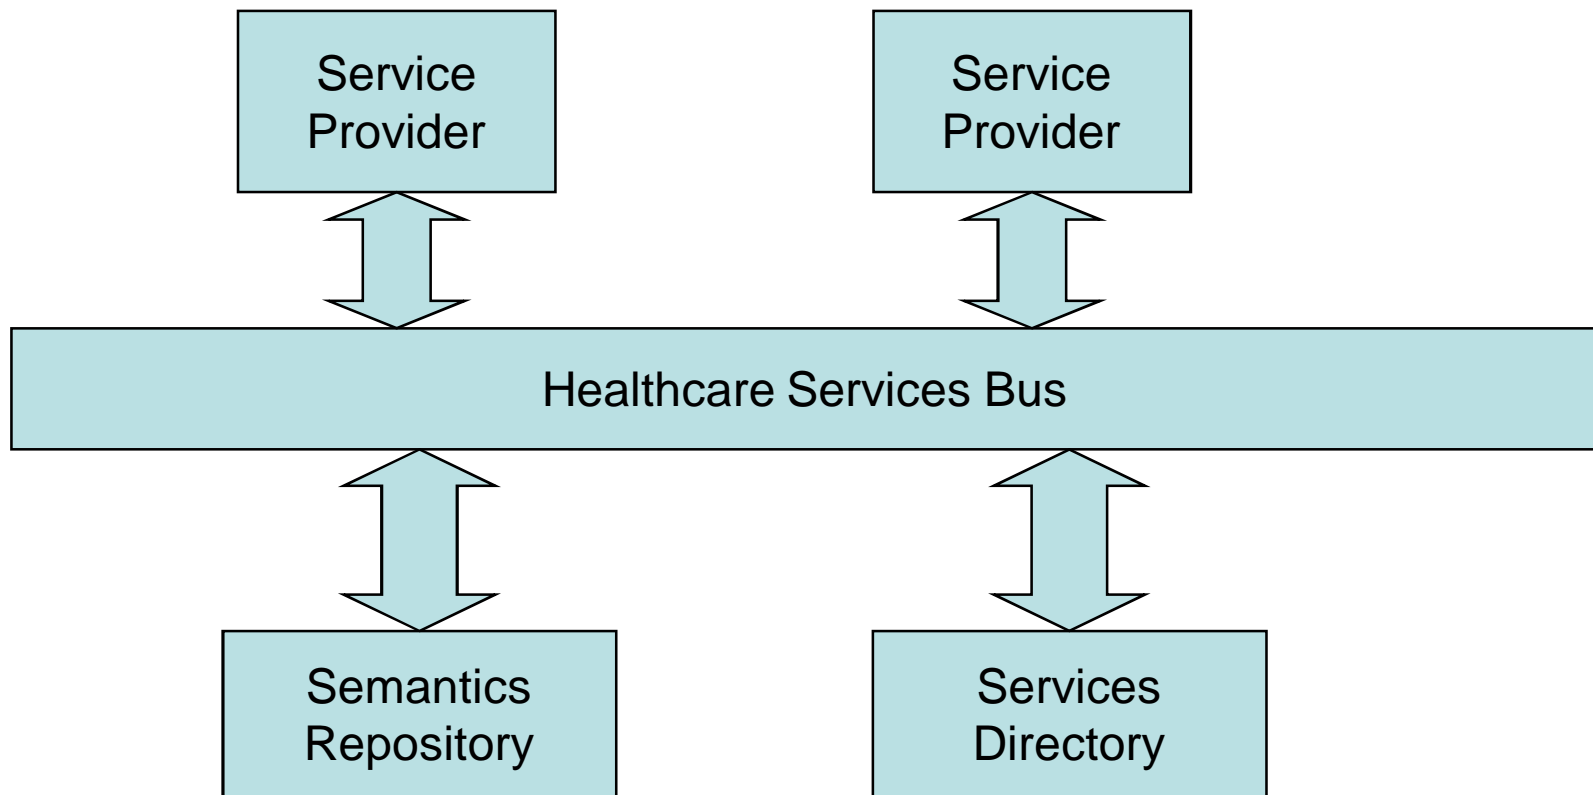 Service
Provider
Service
Provider
Healthcare Services Bus
Semantics
Repository
Services
Directory